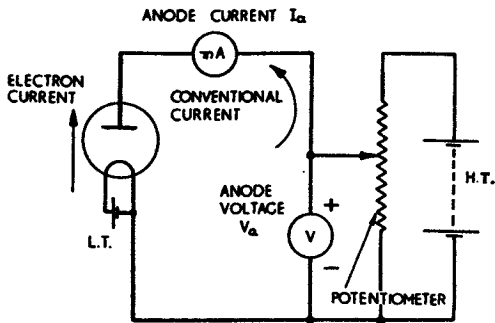 ANODE CURRENT Ia
mA
ELECTRON
CURRENT
CONVENTIONAL
CURRENT
H.T.
ANODE
VOLTAGE
Va
+
V
−
L.T.
POTENTIOMETER